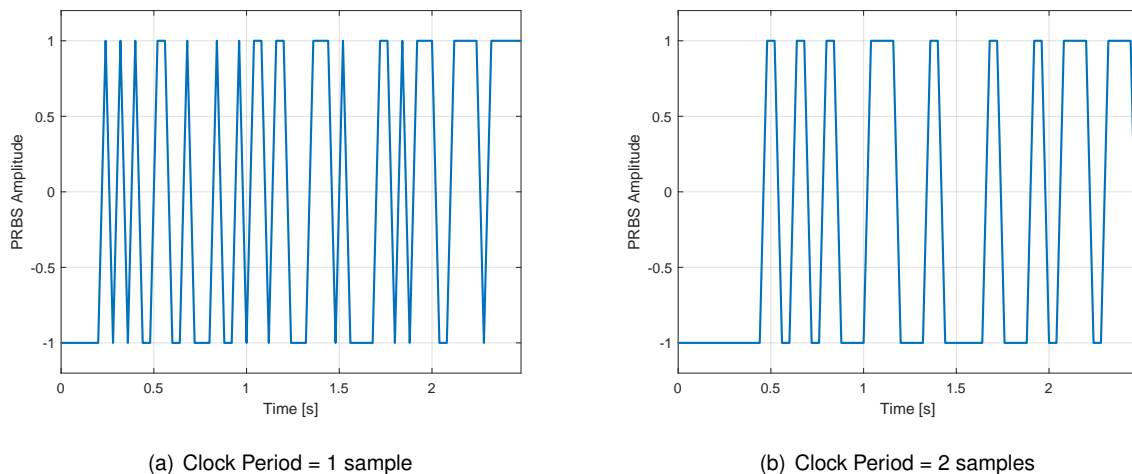 1
0.5
0
-0.5
-1
PRBS Amplitude
0 0.5 1 1.5 2
Time [s]
(a) Clock Period = 1 sample
1
0.5
0
-0.5
-1
PRBS Amplitude
0 0.5 1 1.5 2
Time [s]
(b) Clock Period = 2 samples